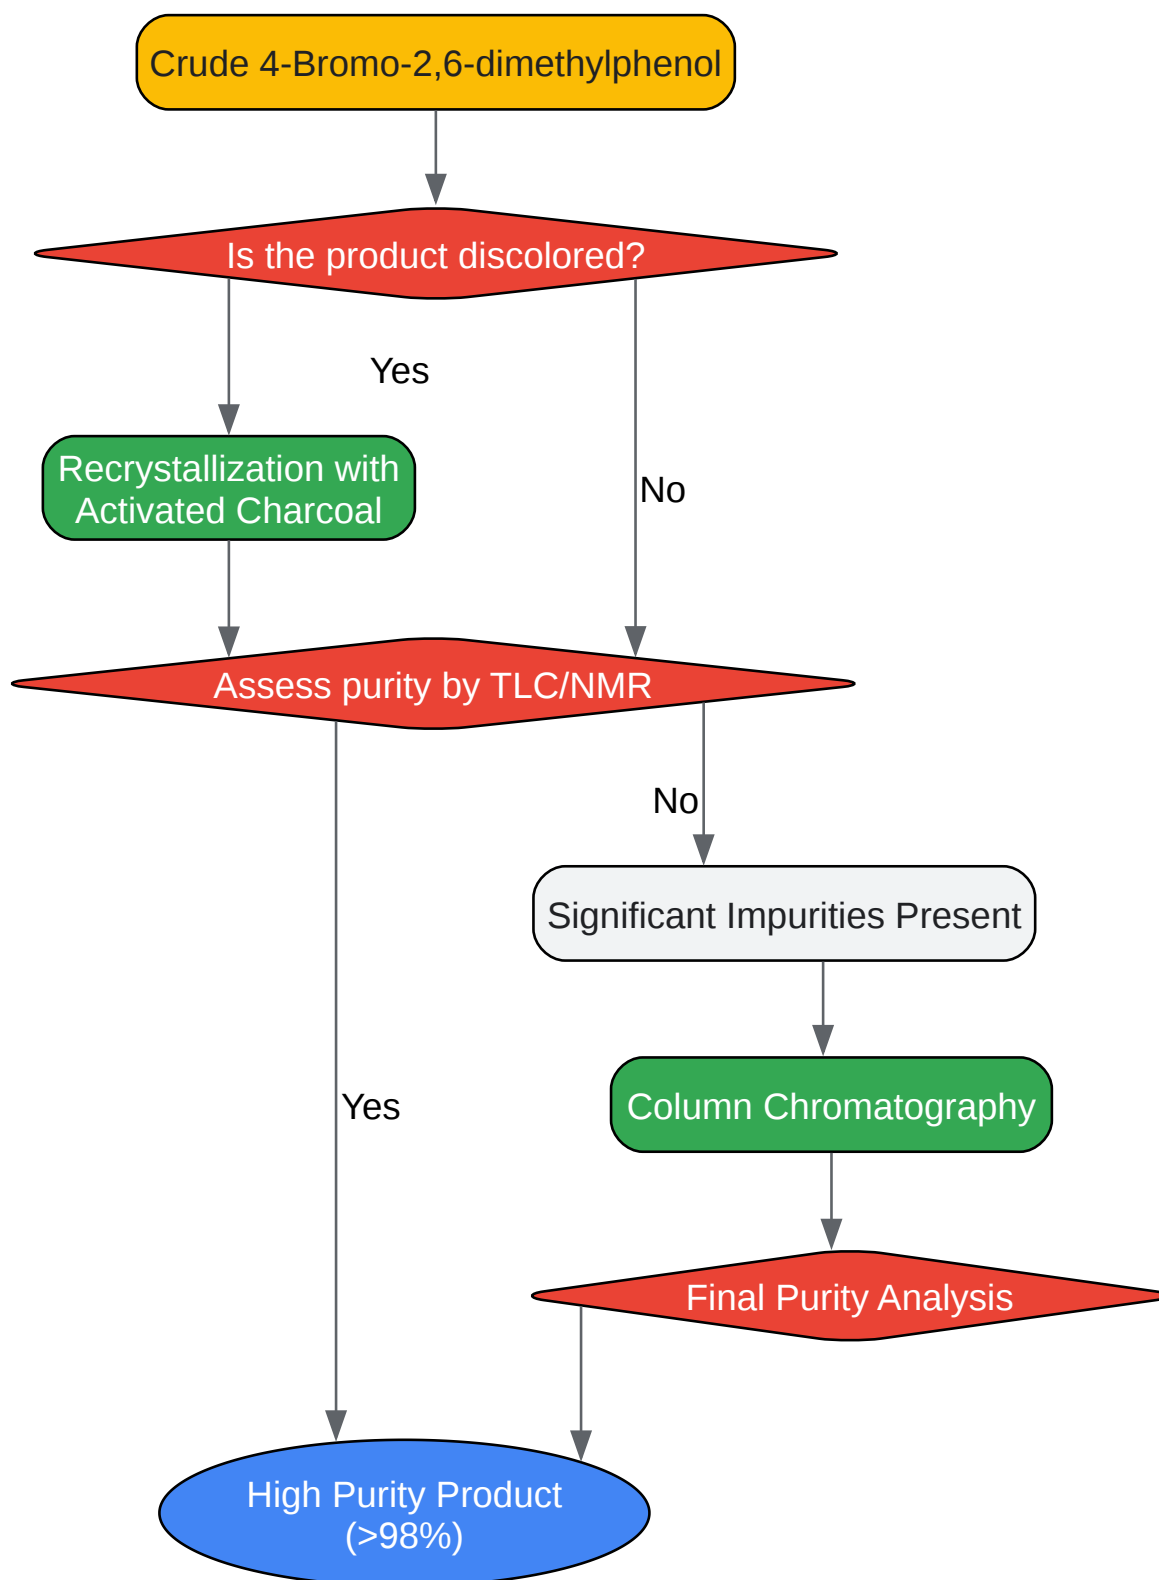 Crude 4-Bromo-2,6-dimethylphenol
Is the product discolored?
Yes
Recrystallization with
Activated Charcoal
No
Assess purity by TLC/NMR
No
Significant Impurities Present
Yes
Column Chromatography
Final Purity Analysis
High Purity Product
(>98%)